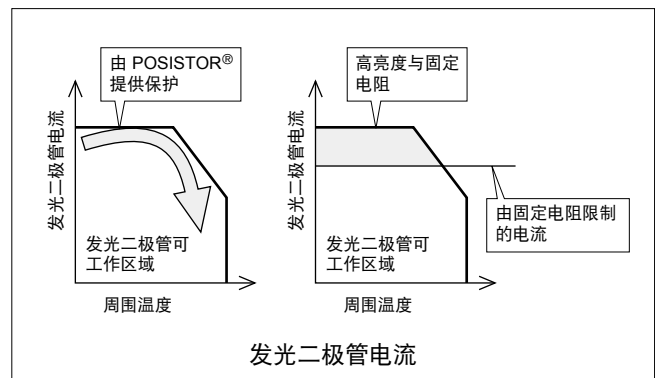 由 POSISTOR®
提供保护
发光二极管电流
发光二极管可
工作区域
周围温度
高亮度与固定
电阻
发光二极管电流
由固定电阻限制
的电流
发光二极管可
工作区域
周围温度
发光二极管电流